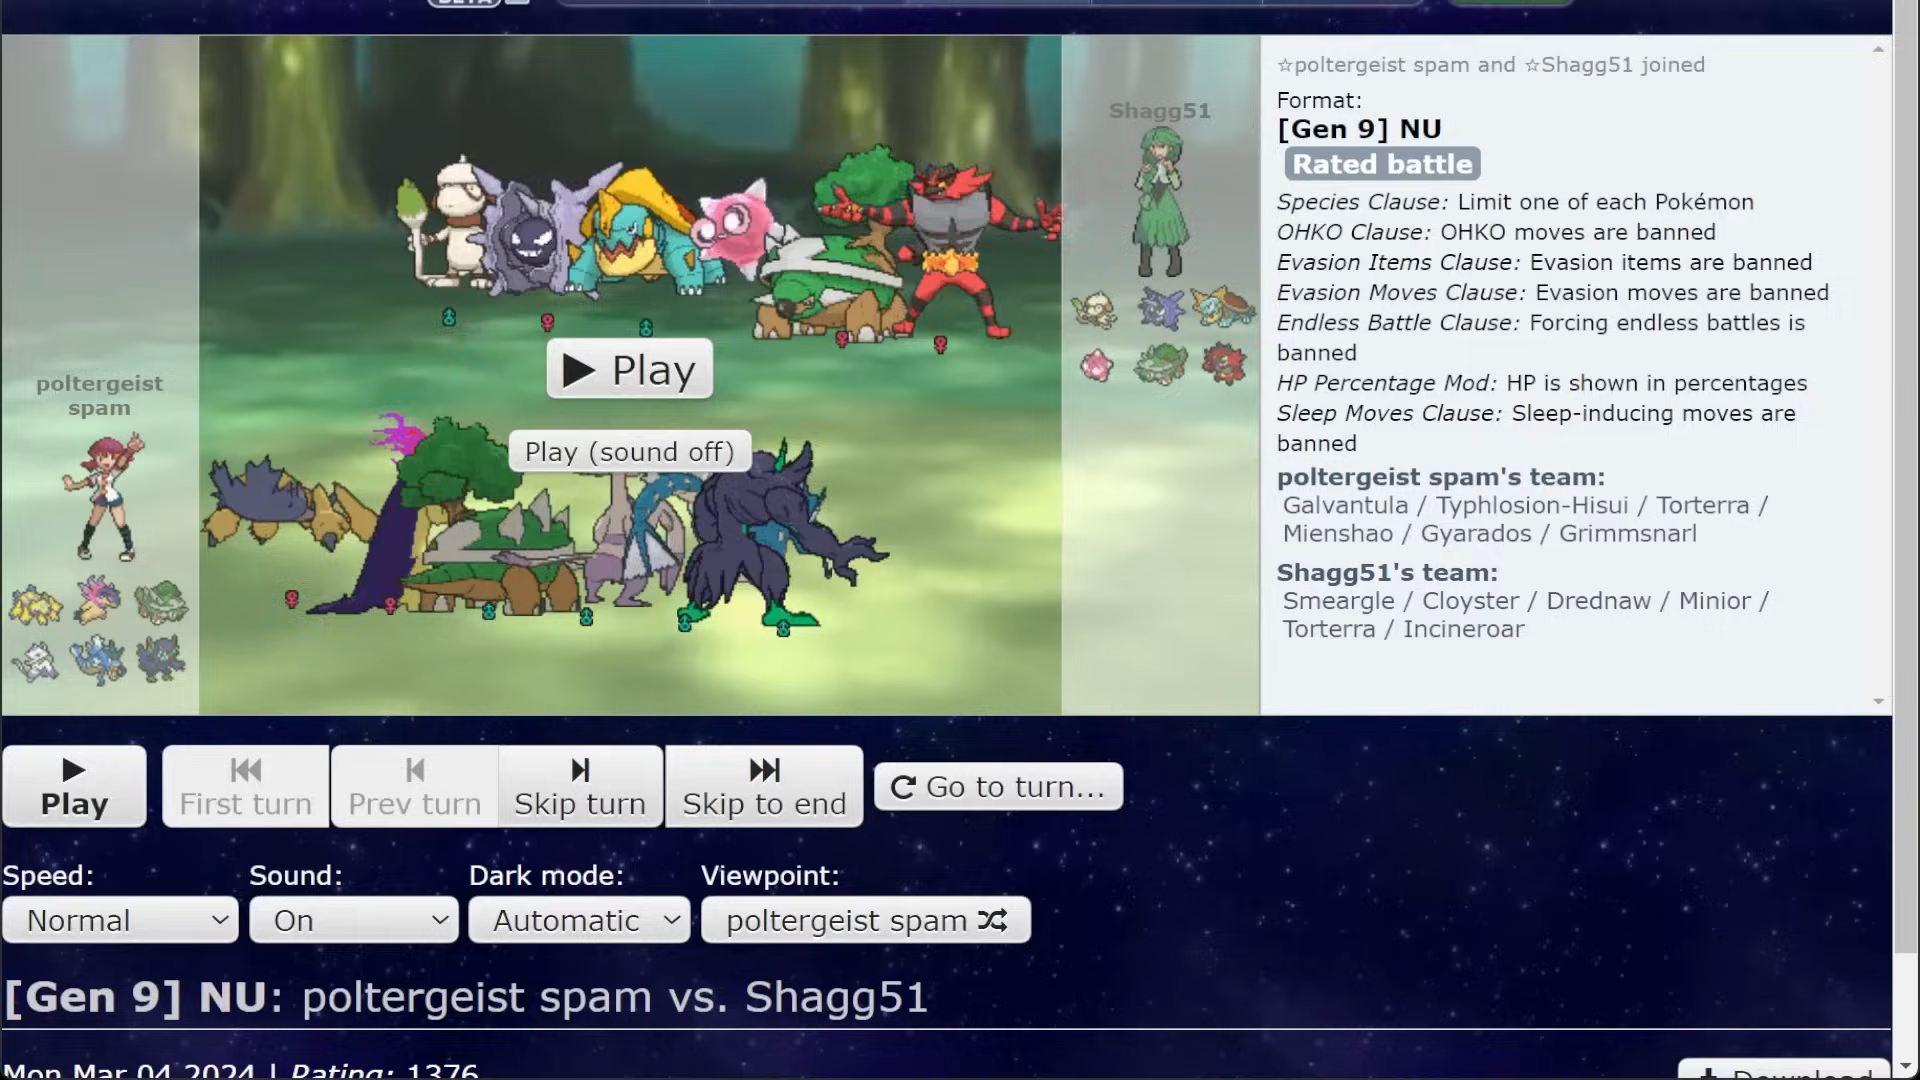 BETA
☆poltergeist spam and ☆Shagg51 joined
Format:
[Gen 9] NU
Rated battle
Species Clause: Limit one of each Pokémon
OHKO Clause: OHKO moves are banned
Evasion Items Clause: Evasion items are banned
Evasion Moves Clause: Evasion moves are banned
Endless Battle Clause: Forcing endless battles is
banned
HP Percentage Mod: HP is shown in percentages
Sleep Moves Clause: Sleep-inducing moves are
banned
poltergeist spam's team:
Galvantula / Typhlosion-Hisui / Torterra /
Mienshao / Gyarados / Grimmsnarl
Shagg51's team:
Smeargle / Cloyster / Drednaw / Minior /
Torterra / Incineroar
Shagg51
poltergeist
spam
Play
Play (sound off)
Play
First turn
Prev turn
Skip turn
Skip to end
Go to turn...
Speed:
Sound:
Dark mode:
Viewpoint:
Normal
On
Automatic
poltergeist spam
[Gen 9] NU: poltergeist spam vs. Shagg51
Mon Mar 04 2024 | Rating: 1376
Download